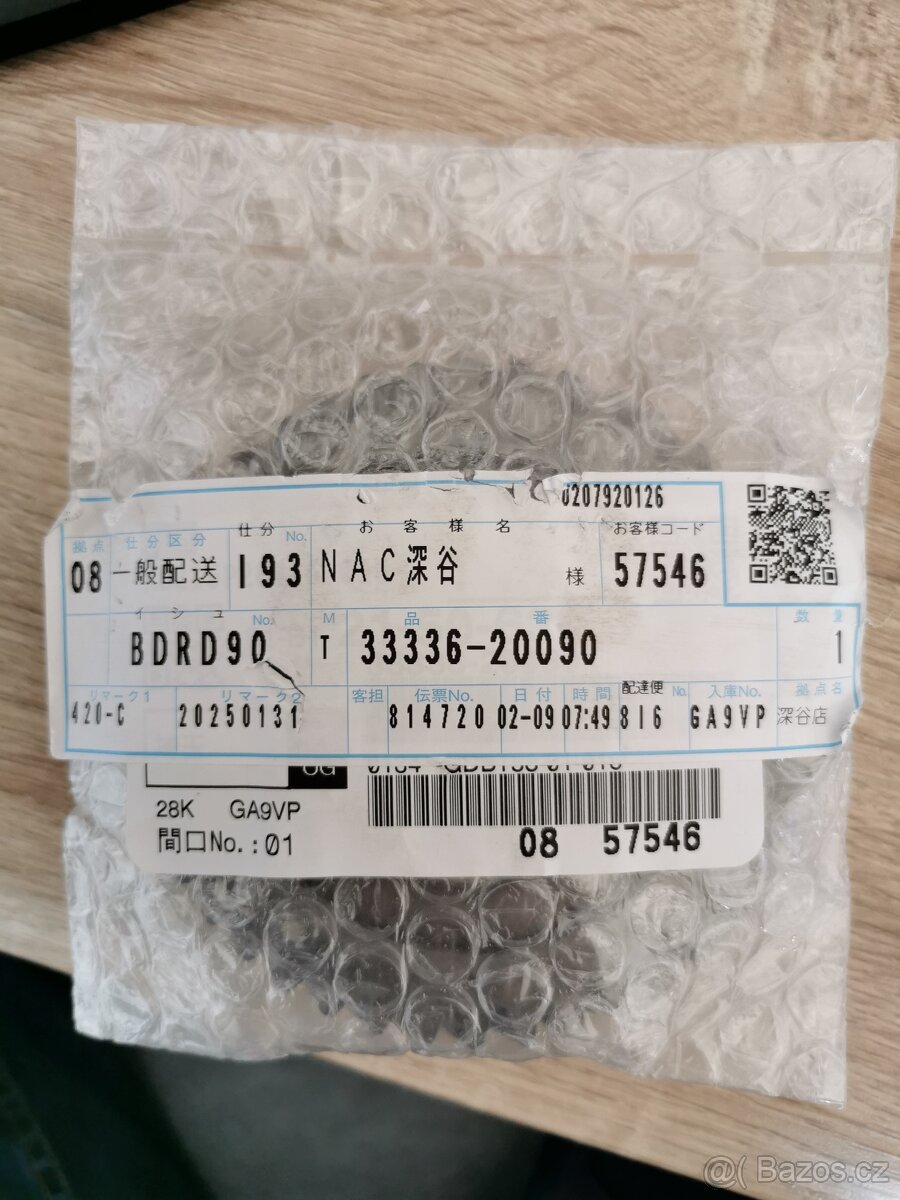 0207920126
拠点 仕分区分 仕分 No. お客様名 お客様コード
08 一般配送 I93 NAC深谷 様 57546
イシュ No. M 品番 数量
BDRD90 T 33336-20090 1
リマーク1 リマーク2 客担 伝票No. 日付 時間 配達便 No. 入庫No. 拠点名
420-C 20250131 814720 02-09 07:49 816 GA9VP 深谷店
28K GA9VP
間口No.:01
08 57546
@( Bazos.cz